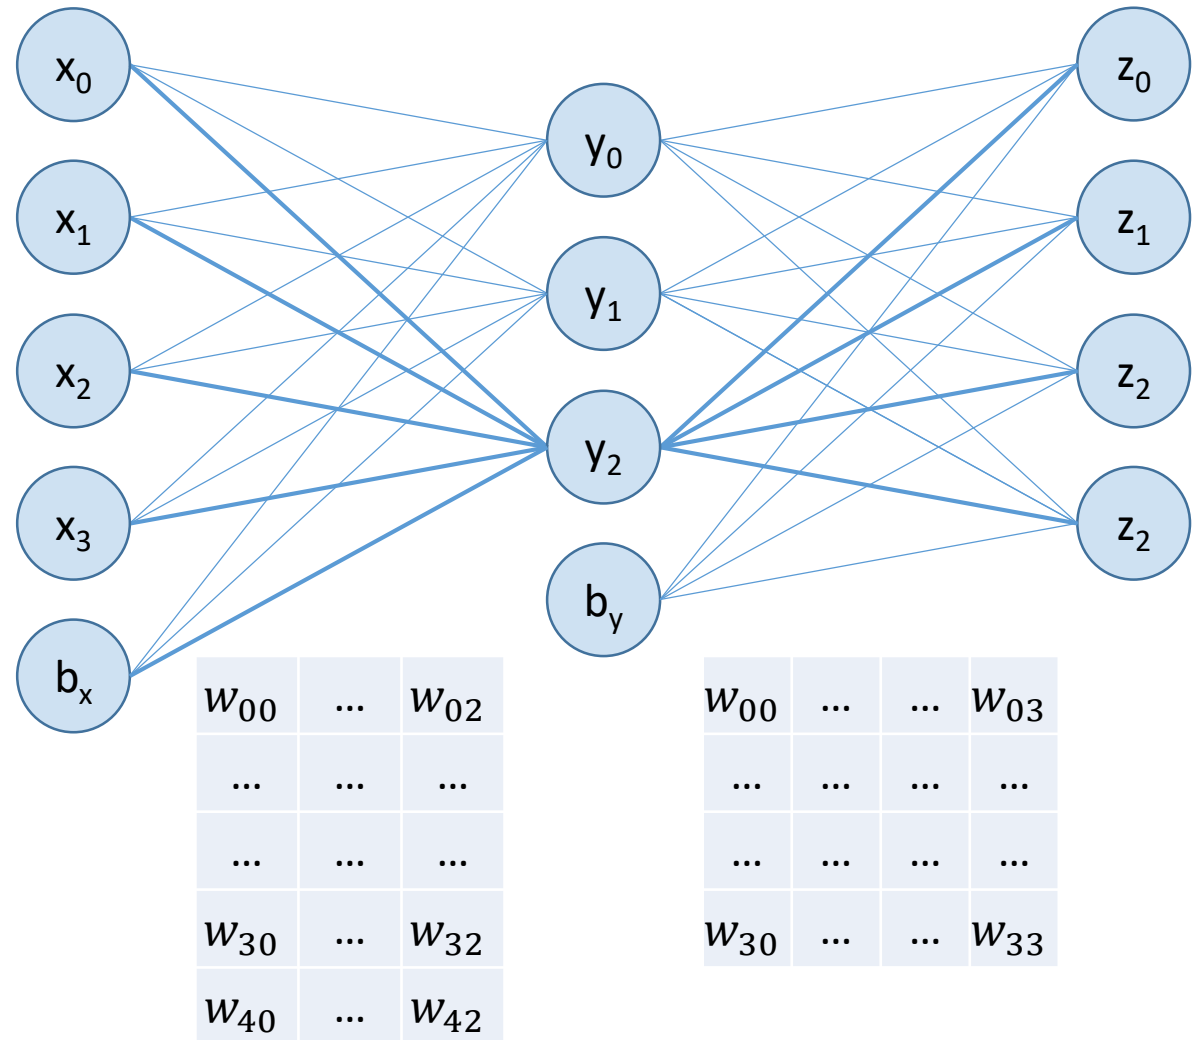 x₀
x₁
x₂
x₃
bₓ
y₀
y₁
y₂
b_y
z₀
z₁
z₂
z₂
w₀₀ ... w₀₂
... ... ...
... ... ...
w₃₀ ... w₃₂
w₄₀ ... w₄₂
w₀₀ ... ... w₀₃
... ... ... ...
... ... ... ...
w₃₀ ... ... w₃₃